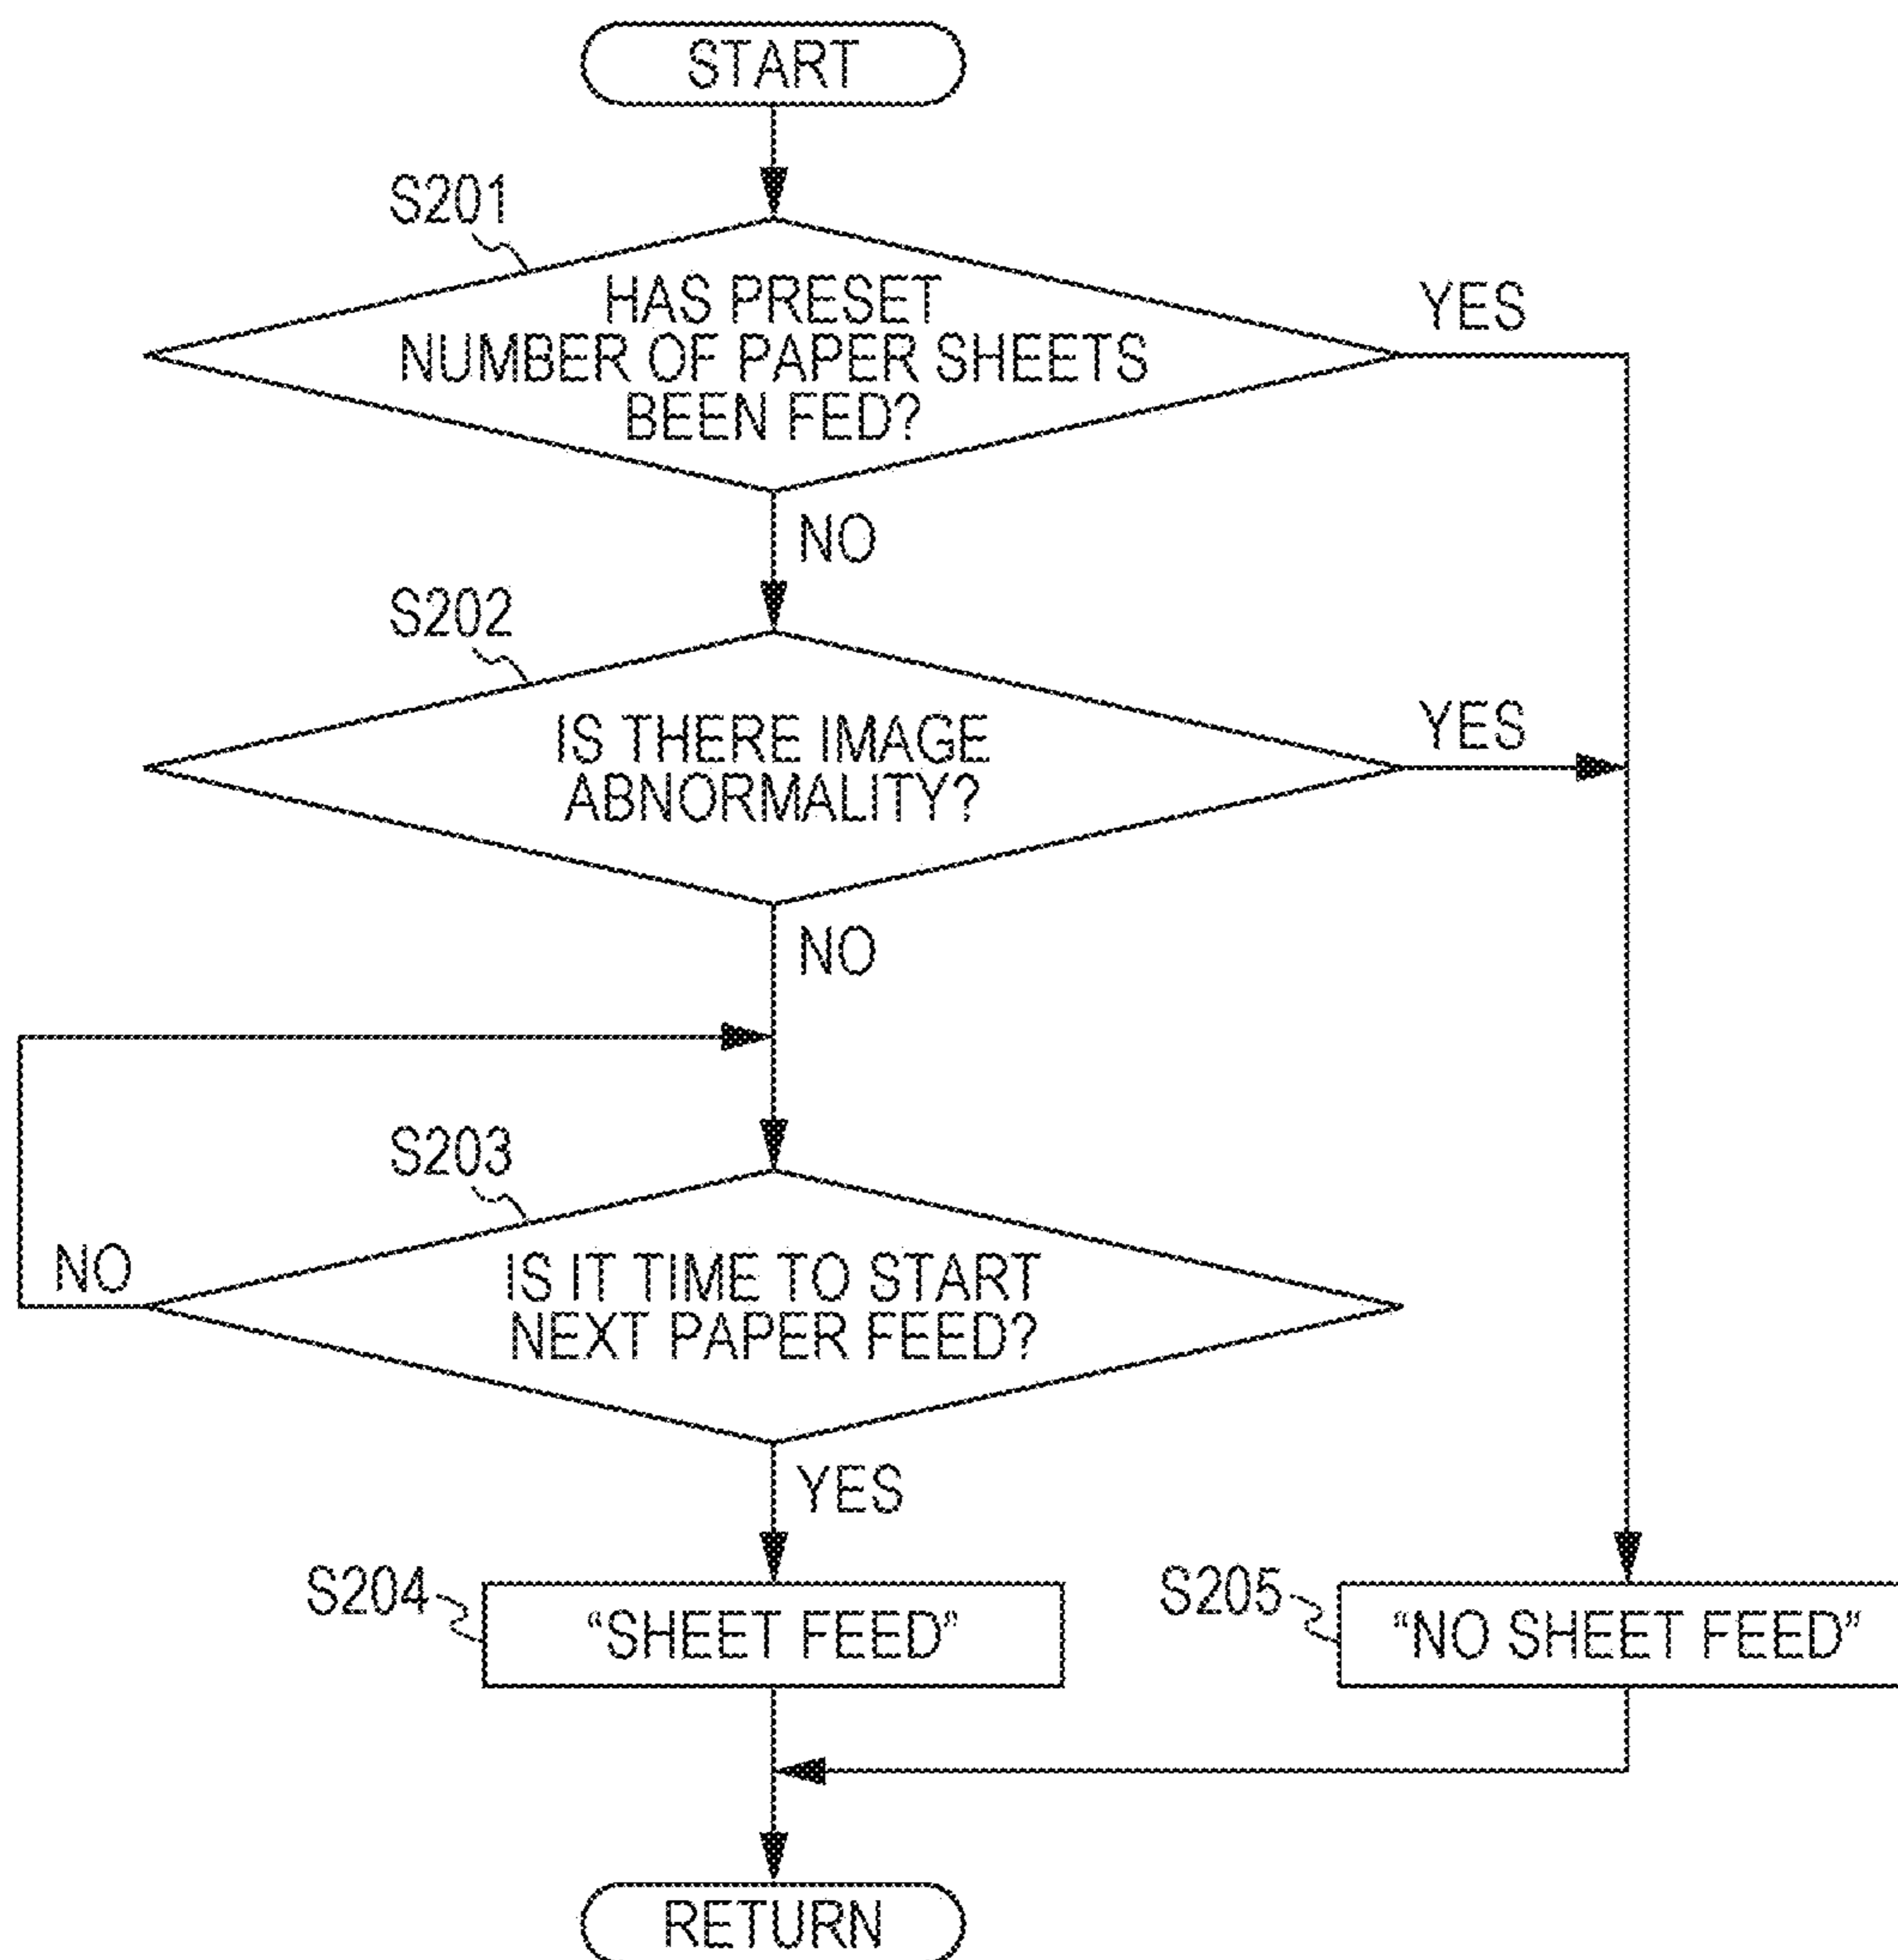 START
S201
HAS PRESET
NUMBER OF PAPER SHEETS
BEEN FED?
YES
NO
S202
IS THERE IMAGE
ABNORMALITY?
YES
NO
S203
IS IT TIME TO START
NEXT PAPER FEED?
NO
YES
S204
"SHEET FEED"
S205
"NO SHEET FEED"
RETURN